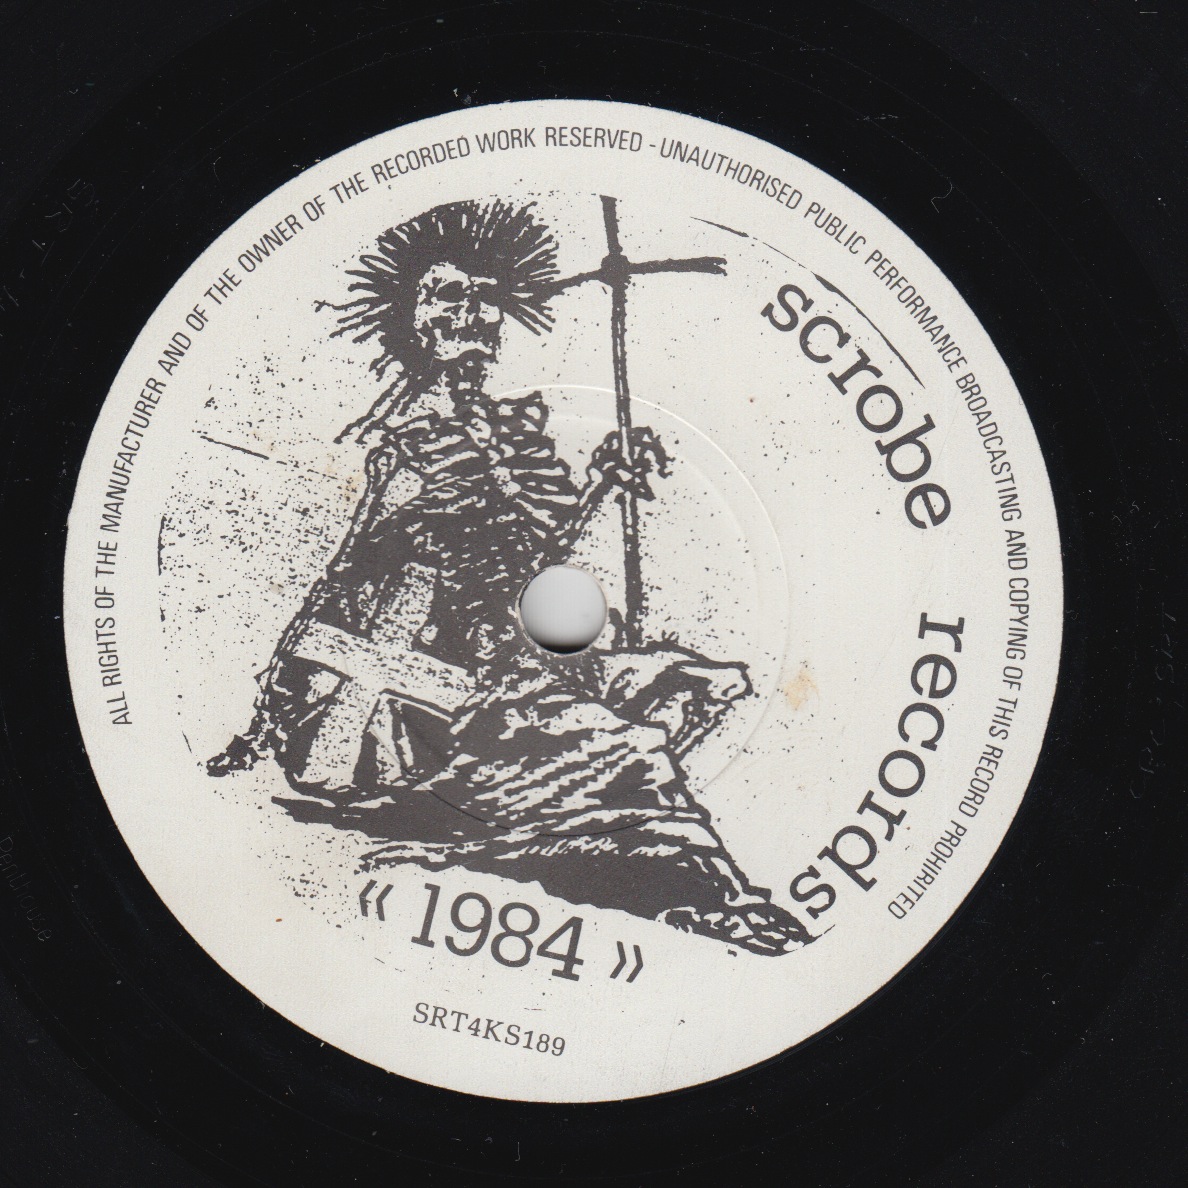 ALL RIGHTS OF THE MANUFACTURER AND OF THE OWNER OF THE RECORDED WORK RESERVED - UNAUTHORISED PUBLIC PERFORMANCE BROADCASTING AND COPYING OF THIS RECORD PROHIRITED
scrobe records
« 1984 »
SRT4KS189